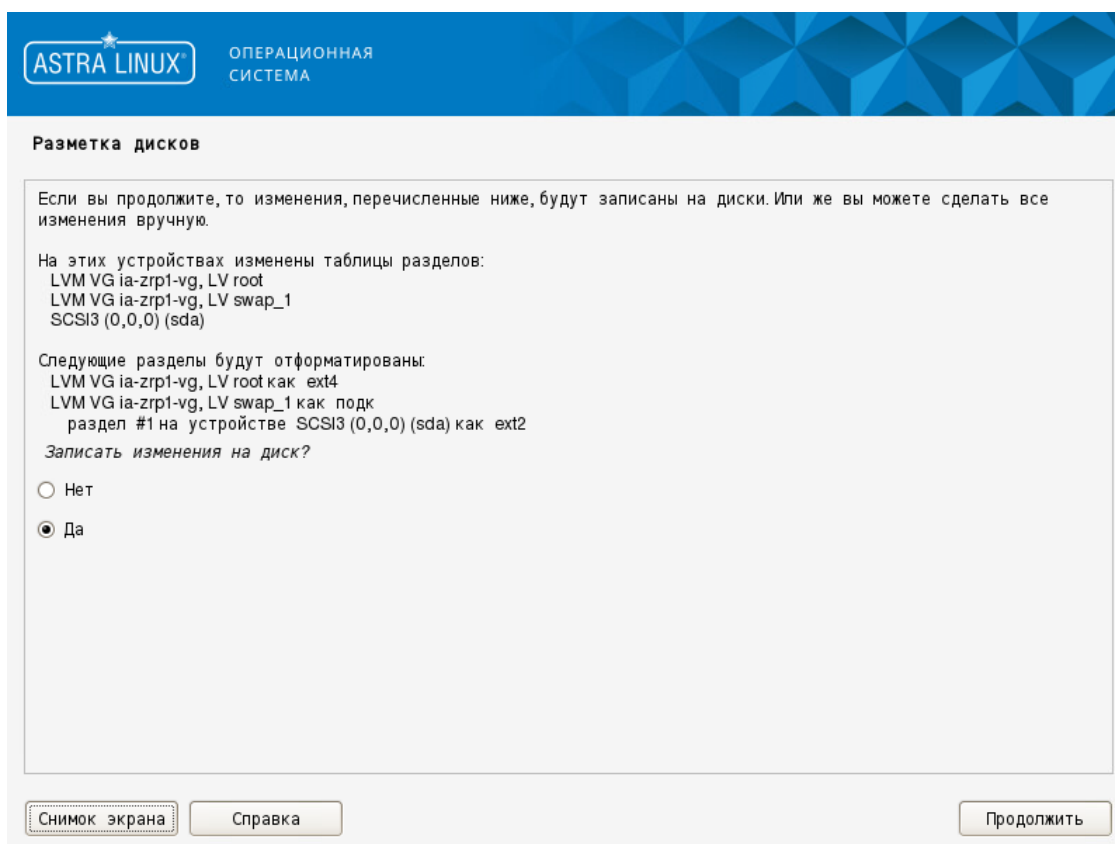 ASTRA LINUX®
ОПЕРАЦИОННАЯ
СИСТЕМА
Разметка дисков
Если вы продолжите, то изменения, перечисленные ниже, будут записаны на диски. Или же вы можете сделать все
изменения вручную.
На этих устройствах изменены таблицы разделов:
LVM VG ia-zrp1-vg, LV root
LVM VG ia-zrp1-vg, LV swap_1
SCSI3 (0,0,0) (sda)
Следующие разделы будут отформатированы:
LVM VG ia-zrp1-vg, LV root как ext4
LVM VG ia-zrp1-vg, LV swap_1 как подк
раздел #1 на устройстве SCSI3 (0,0,0) (sda) как ext2
Записать изменения на диск?
Нет
Да
Снимок экрана
Справка
Продолжить